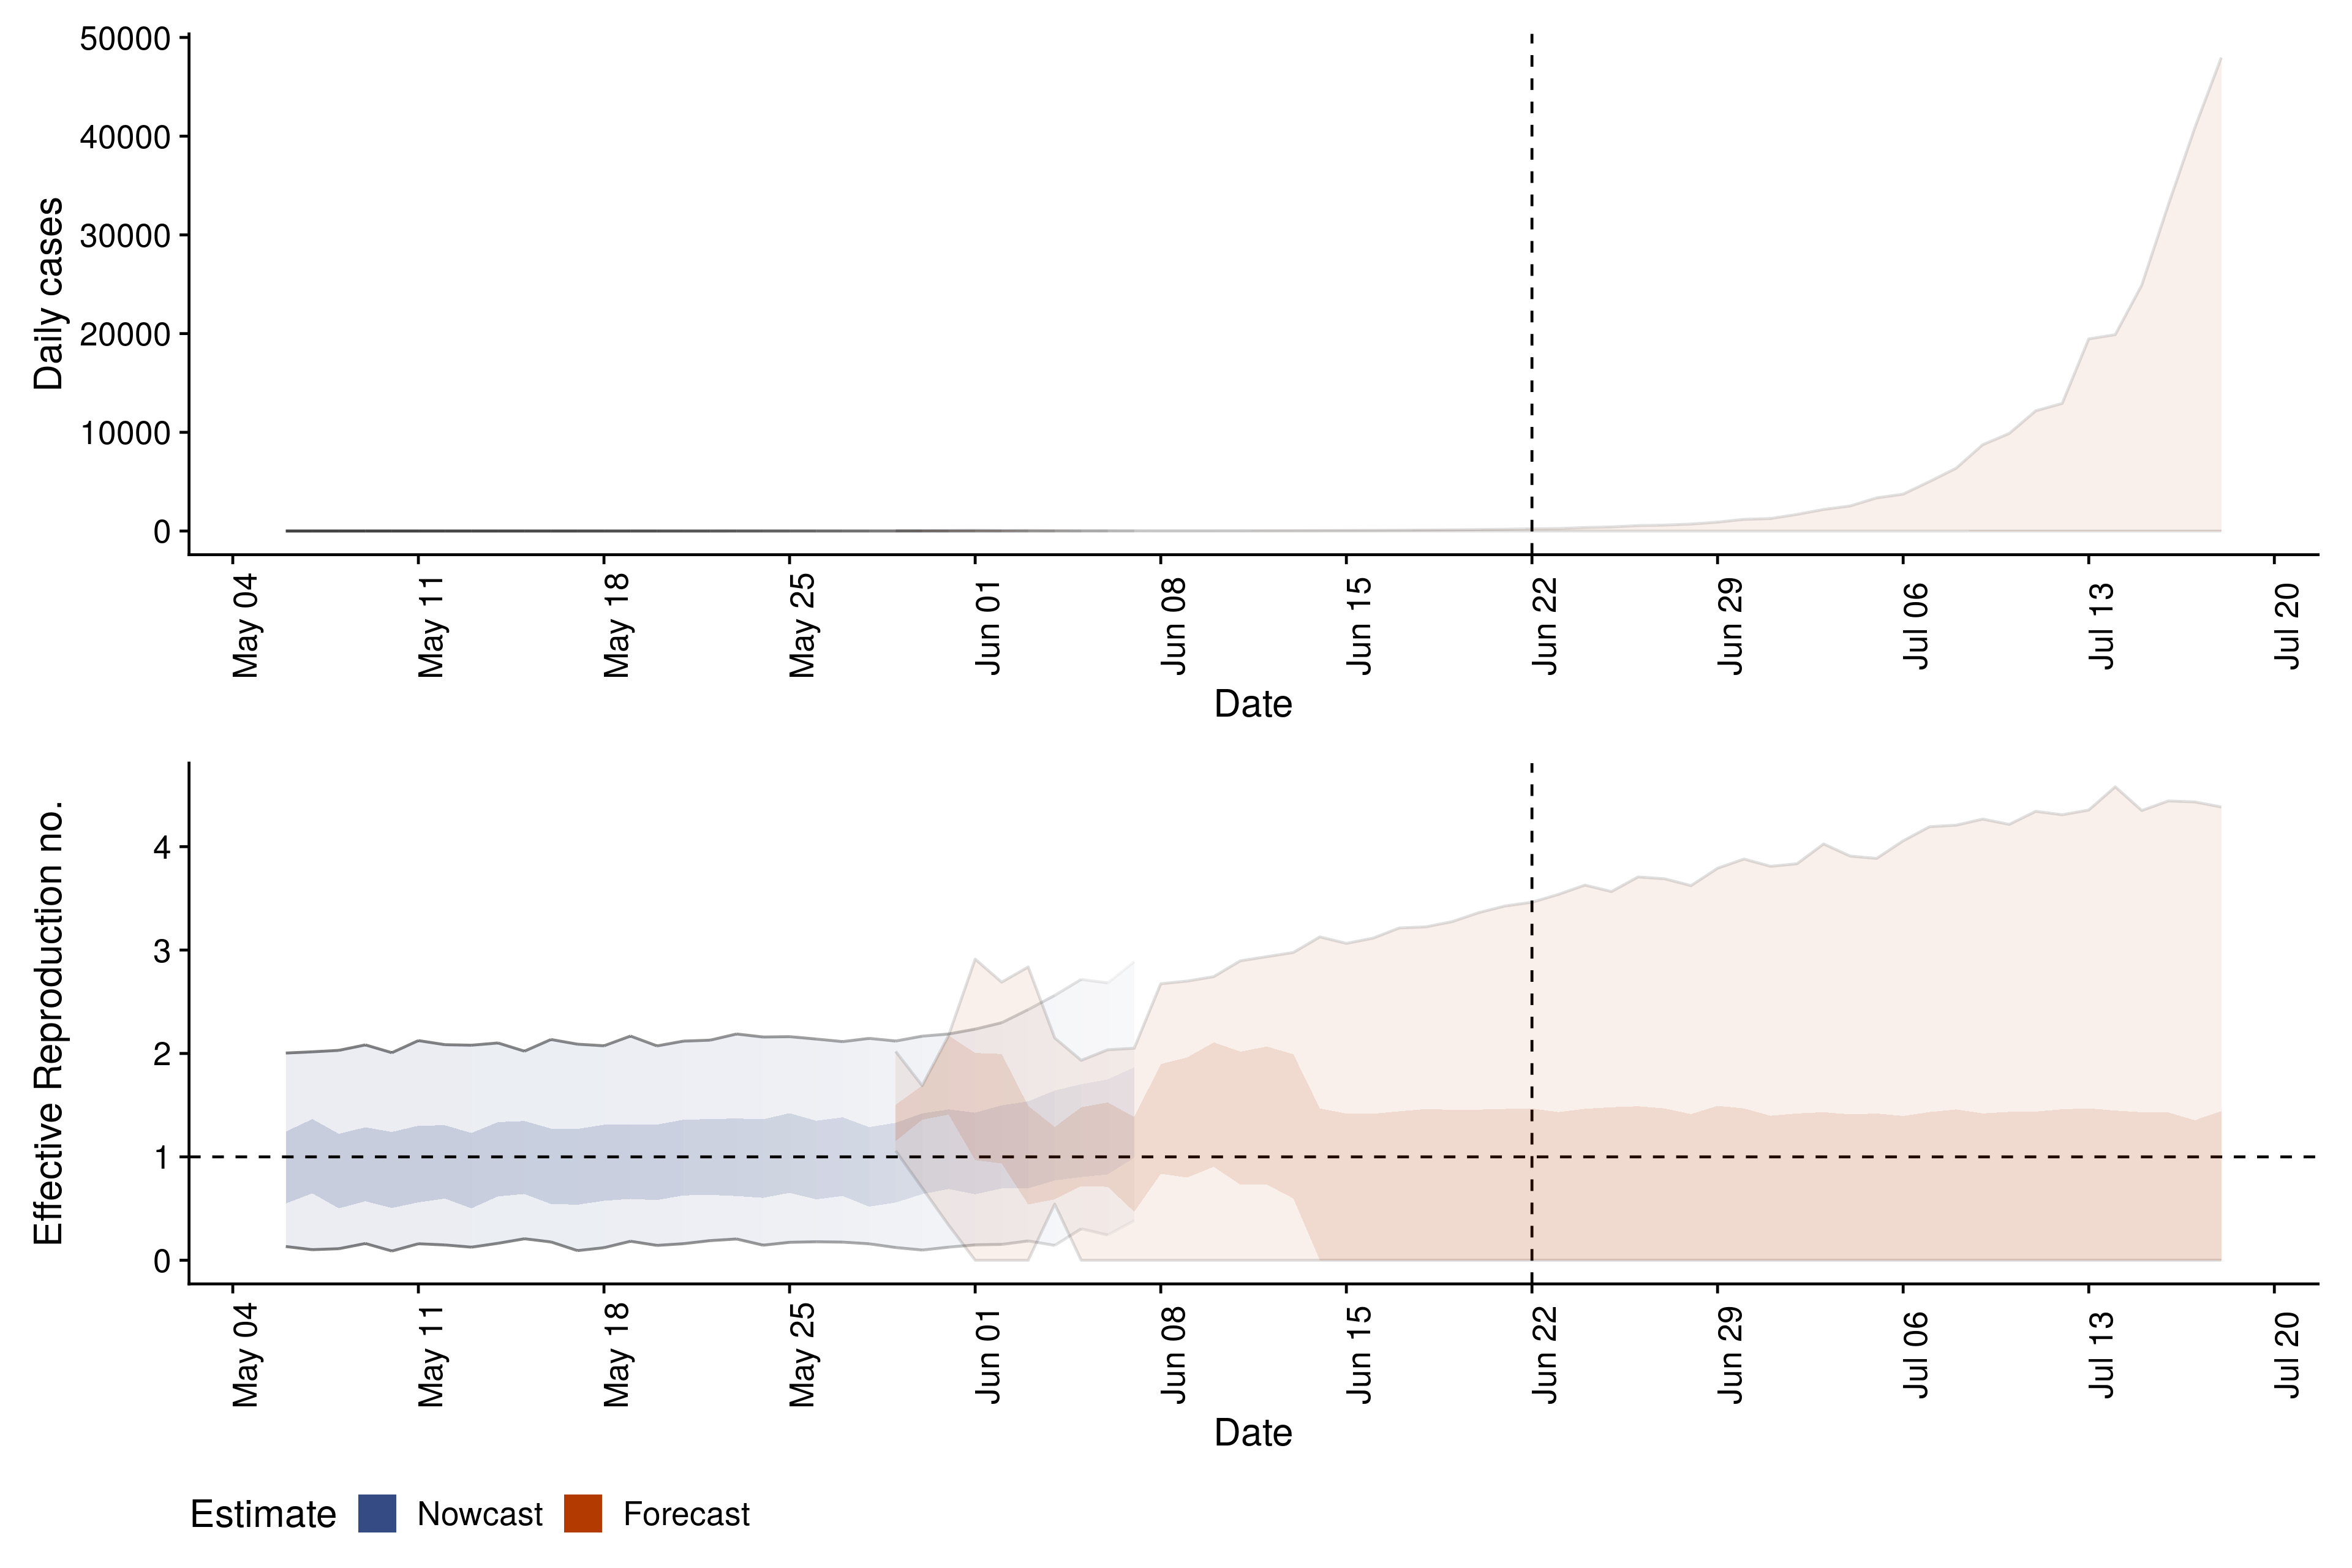 50000
40000
30000
20000
10000
0
Daily cases
May 04 May 11 May 18 May 25 Jun 01 Jun 08 Jun 15 Jun 22 Jun 29 Jul 06 Jul 13 Jul 20
Date
4
3
2
1
0
Effective Reproduction no.
May 04 May 11 May 18 May 25 Jun 01 Jun 08 Jun 15 Jun 22 Jun 29 Jul 06 Jul 13 Jul 20
Date
Estimate Nowcast Forecast